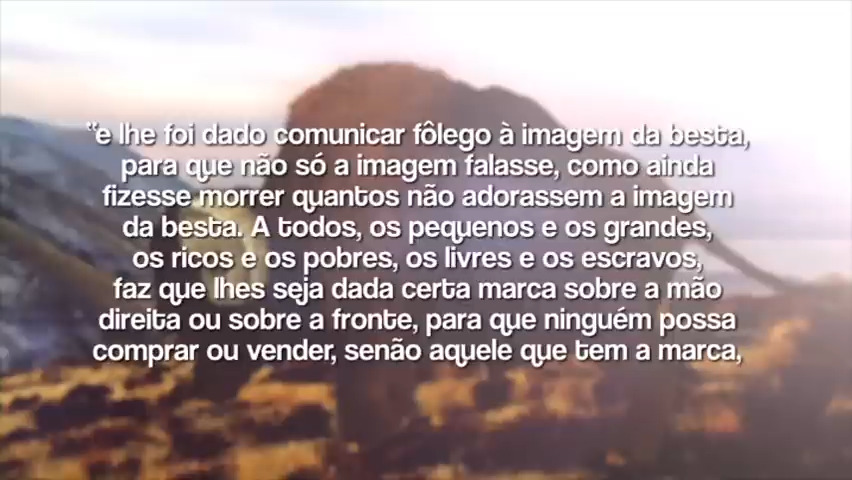 “e lhe foi dado comunicar fôlego à imagem da besta,
para que não só a imagem falasse, como ainda
fizesse morrer quantos não adorassem a imagem
da besta. A todos, os pequenos e os grandes,
os ricos e os pobres, os livres e os escravos,
faz que lhes seja dada certa marca sobre a mão
direita ou sobre a fronte, para que ninguém possa
comprar ou vender, senão aquele que tem a marca,